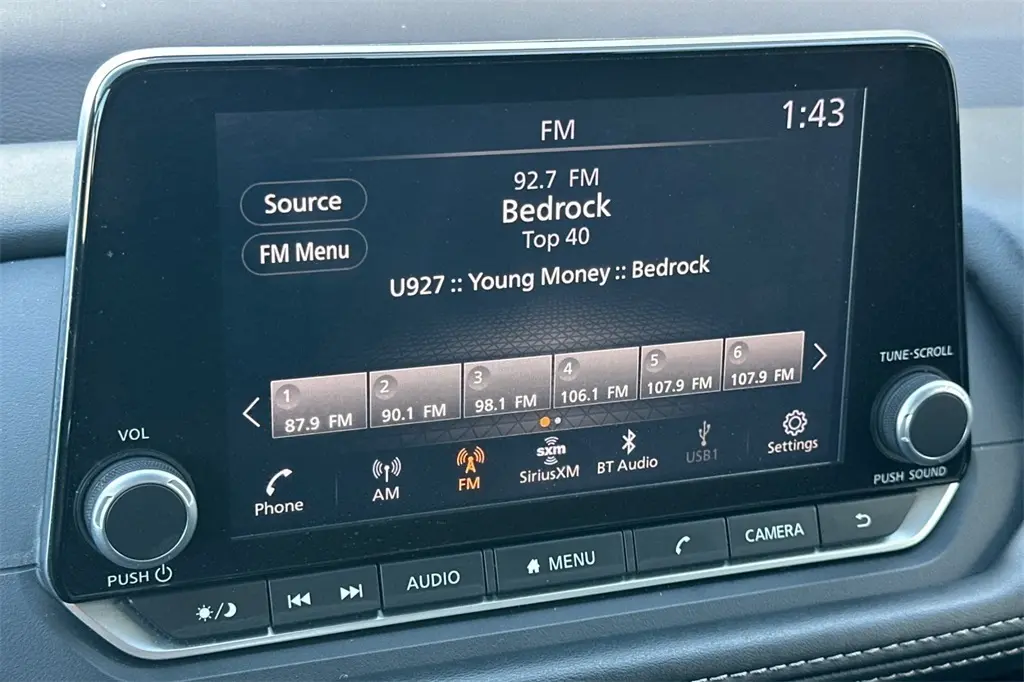 FM
1:43
Source
FM Menu
92.7 FM
Bedrock
Top 40
U927 :: Young Money :: Bedrock
1
87.9 FM
2
90.1 FM
3
98.1 FM
4
106.1 FM
5
107.9 FM
6
107.9 FM
Phone
AM
FM
sxm
SiriusXM
BT Audio
USB1
Settings
VOL
PUSH
TUNE·SCROLL
PUSH SOUND
AUDIO
MENU
CAMERA